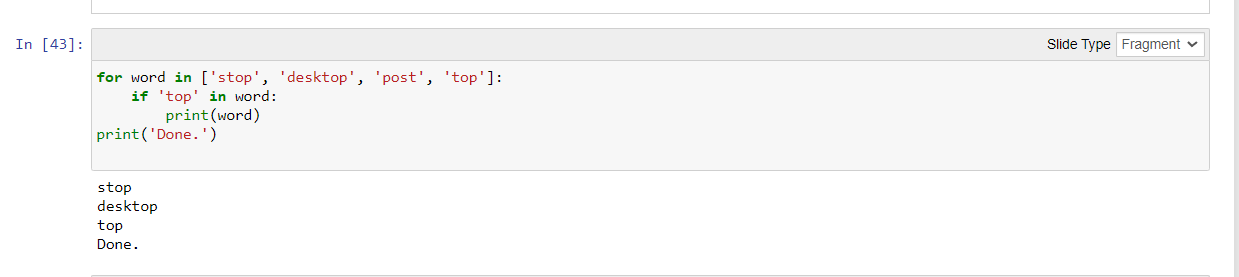 In [43]:
Slide Type Fragment
for word in ['stop', 'desktop', 'post', 'top']:
    if 'top' in word:
        print(word)
print('Done.')
stop
desktop
top
Done.